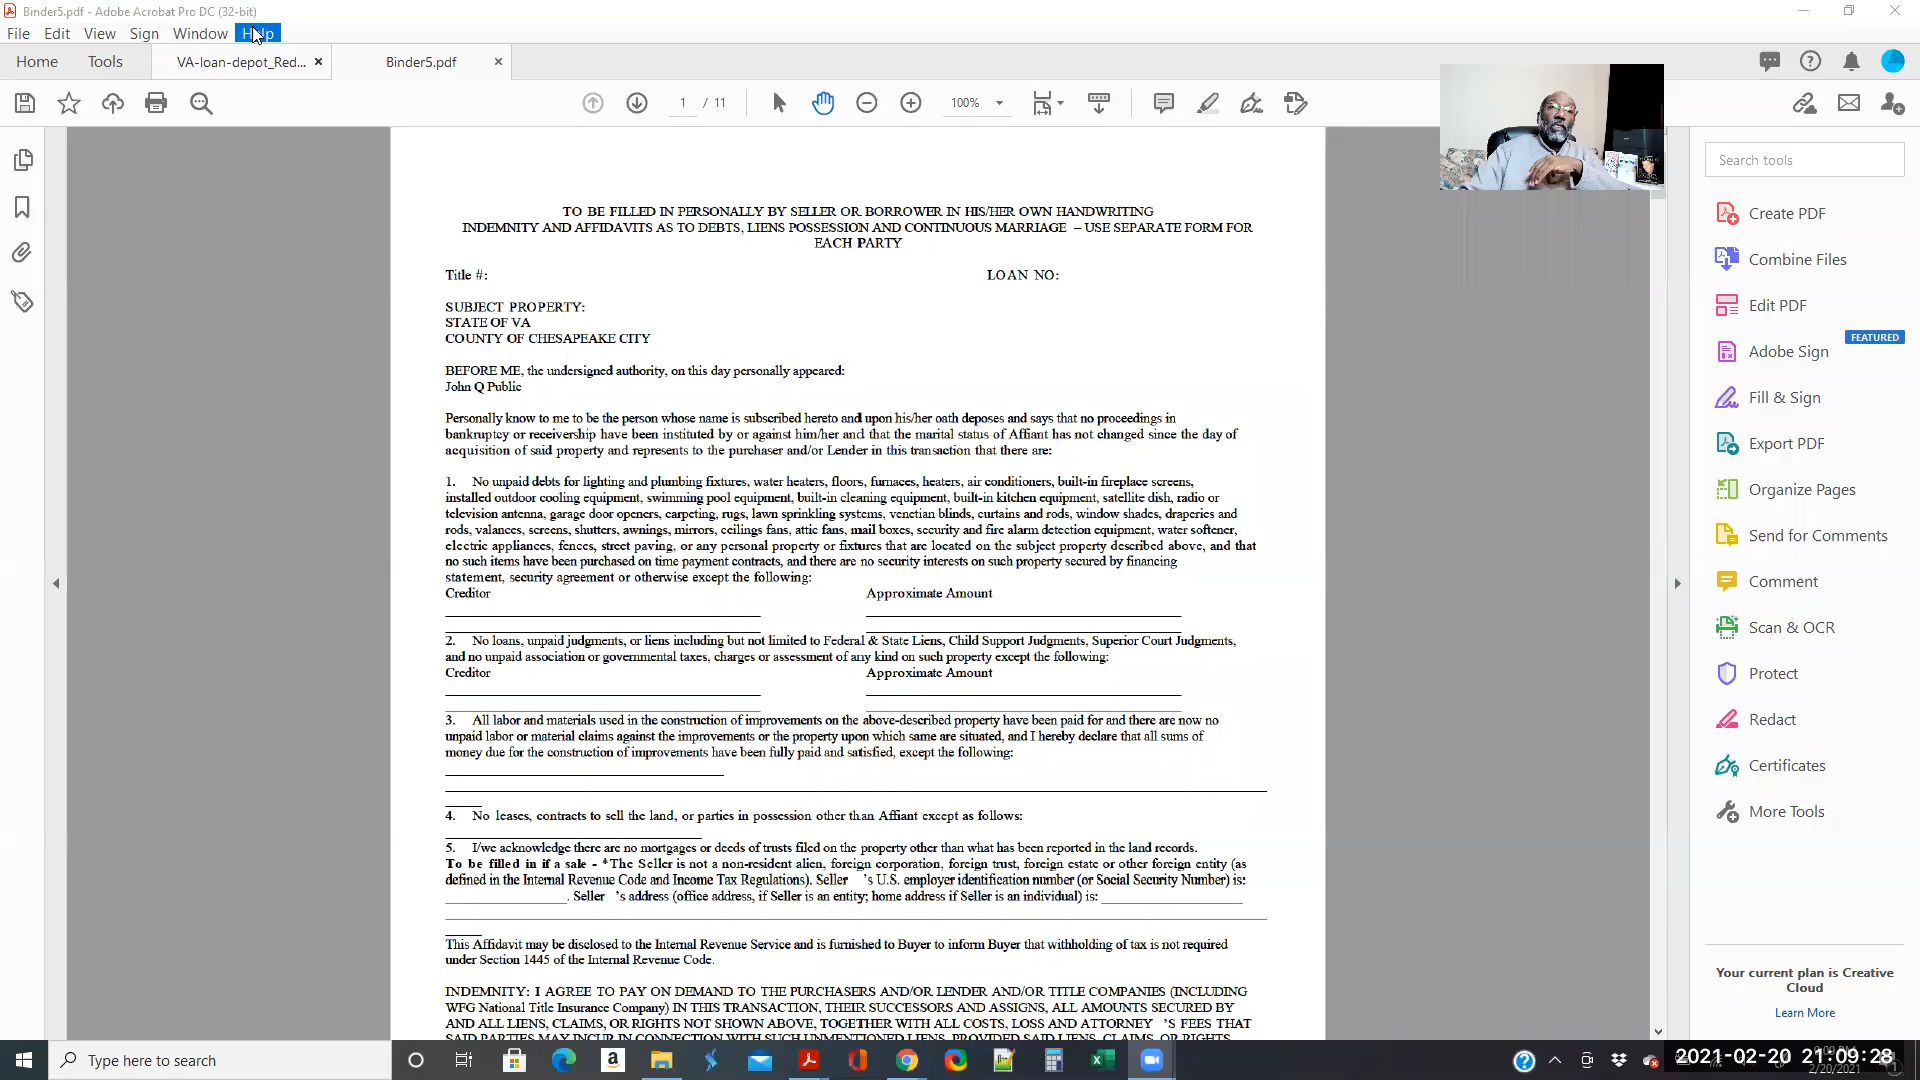 Binder5.pdf - Adobe Acrobat Pro DC (32-bit)
File Edit View Sign Window Help
Home Tools VA-loan-depot_Red... × Binder5.pdf ×
1 / 11 100%
TO BE FILLED IN PERSONALLY BY SELLER OR BORROWER IN HIS/HER OWN HANDWRITING
INDEMNITY AND AFFIDAVITS AS TO DEBTS, LIENS POSSESSION AND CONTINUOUS MARRIAGE – USE SEPARATE FORM FOR
EACH PARTY
Title #: LOAN NO:
SUBJECT PROPERTY:
STATE OF VA
COUNTY OF CHESAPEAKE CITY
BEFORE ME, the undersigned authority, on this day personally appeared:
John Q Public
Personally know to me to be the person whose name is subscribed hereto and upon his/her oath deposes and says that no proceedings in
bankruptcy or receivership have been instituted by or against him/her and that the marital status of Affiant has not changed since the day of
acquisition of said property and represents to the purchaser and/or Lender in this transaction that there are:
1. No unpaid debts for lighting and plumbing fixtures, water heaters, floors, furnaces, heaters, air conditioners, built-in fireplace screens,
installed outdoor cooling equipment, swimming pool equipment, built-in cleaning equipment, built-in kitchen equipment, satellite dish, radio or
television antenna, garage door openers, carpeting, rugs, lawn sprinkling systems, venetian blinds, curtains and rods, window shades, draperies and
rods, valances, screens, shutters, awnings, mirrors, ceilings fans, attic fans, mail boxes, security and fire alarm detection equipment, water softener,
electric appliances, fences, street paving, or any personal property or fixtures that are located on the subject property described above, and that
no such items have been purchased on time payment contracts, and there are no security interests on such property secured by financing
statement, security agreement or otherwise except the following:
Creditor Approximate Amount
2. No loans, unpaid judgments, or liens including but not limited to Federal & State Liens, Child Support Judgments, Superior Court Judgments,
and no unpaid association or governmental taxes, charges or assessment of any kind on such property except the following:
Creditor Approximate Amount
3. All labor and materials used in the construction of improvements on the above-described property have been paid for and there are now no
unpaid labor or material claims against the improvements or the property upon which same are situated, and I hereby declare that all sums of
money due for the construction of improvements have been fully paid and satisfied, except the following:
4. No leases, contracts to sell the land, or parties in possession other than Affiant except as follows:
5. I/we acknowledge there are no mortgages or deeds of trusts filed on the property other than what has been reported in the land records.
To be filled in if a sale - *The Seller is not a non-resident alien, foreign corporation, foreign trust, foreign estate or other foreign entity (as
defined in the Internal Revenue Code and Income Tax Regulations). Seller 's U.S. employer identification number (or Social Security Number) is:
. Seller 's address (office address, if Seller is an entity; home address if Seller is an individual) is:
This Affidavit may be disclosed to the Internal Revenue Service and is furnished to Buyer to inform Buyer that withholding of tax is not required
under Section 1445 of the Internal Revenue Code.
INDEMNITY: I AGREE TO PAY ON DEMAND TO THE PURCHASERS AND/OR LENDER AND/OR TITLE COMPANIES (INCLUDING
WFG National Title Insurance Company) IN THIS TRANSACTION, THEIR SUCCESSORS AND ASSIGNS, ALL AMOUNTS SECURED BY
AND ALL LIENS, CLAIMS, OR RIGHTS NOT SHOWN ABOVE, TOGETHER WITH ALL COSTS, LOSS AND ATTORNEY 'S FEES THAT
SAID PARTIES MAY INCUR IN CONNECTION WITH SUCH UNMENTIONED LIENS, PROVIDED SAID LIENS, CLAIMS, OR RIGHTS
Search tools
Create PDF
Combine Files
Edit PDF
FEATURED
Adobe Sign
Fill & Sign
Export PDF
Organize Pages
Send for Comments
Comment
Scan & OCR
Protect
Redact
Certificates
More Tools
Your current plan is Creative
Cloud
Learn More
Type here to search
2021-02-20 21:09:28
2/20/2021